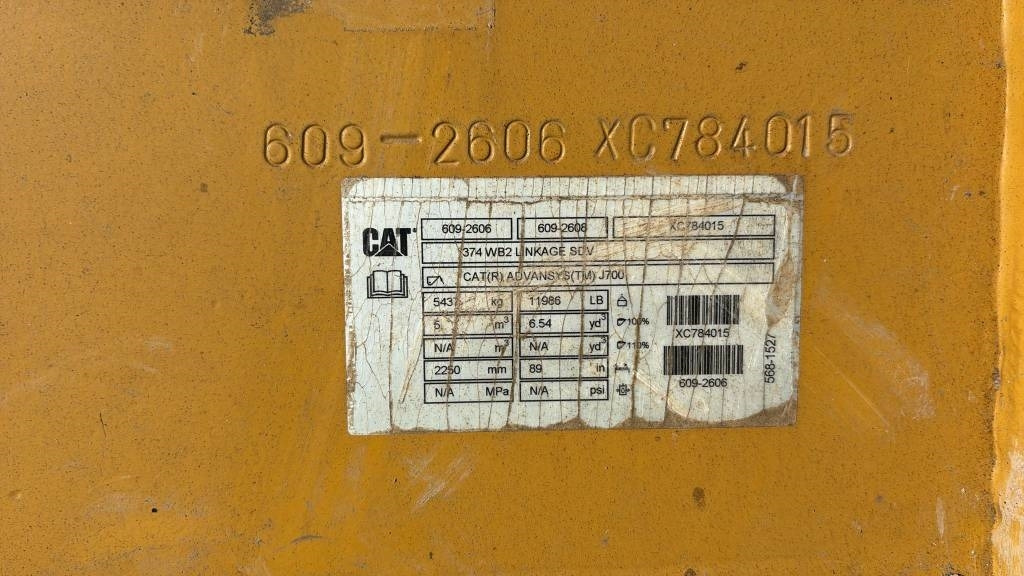 609-2606 XC784015
CAT
609-2606 609-2606 XC784015
374 WB2 LINKAGE SDV
CAT(R) ADVANSYS(TM) J700
5437 kg 11986 LB
5 m³ 6.54 yd³ 100%
N/A m³ N/A yd³ 110%
2250 mm 89 in
N/A MPa N/A psi
XC784015
609-2606
568-1527